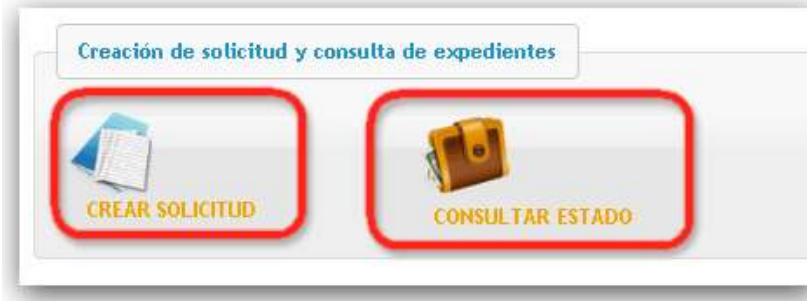 Creación de solicitud y consulta de expedientes
CREAR SOLICITUD
CONSULTAR ESTADO